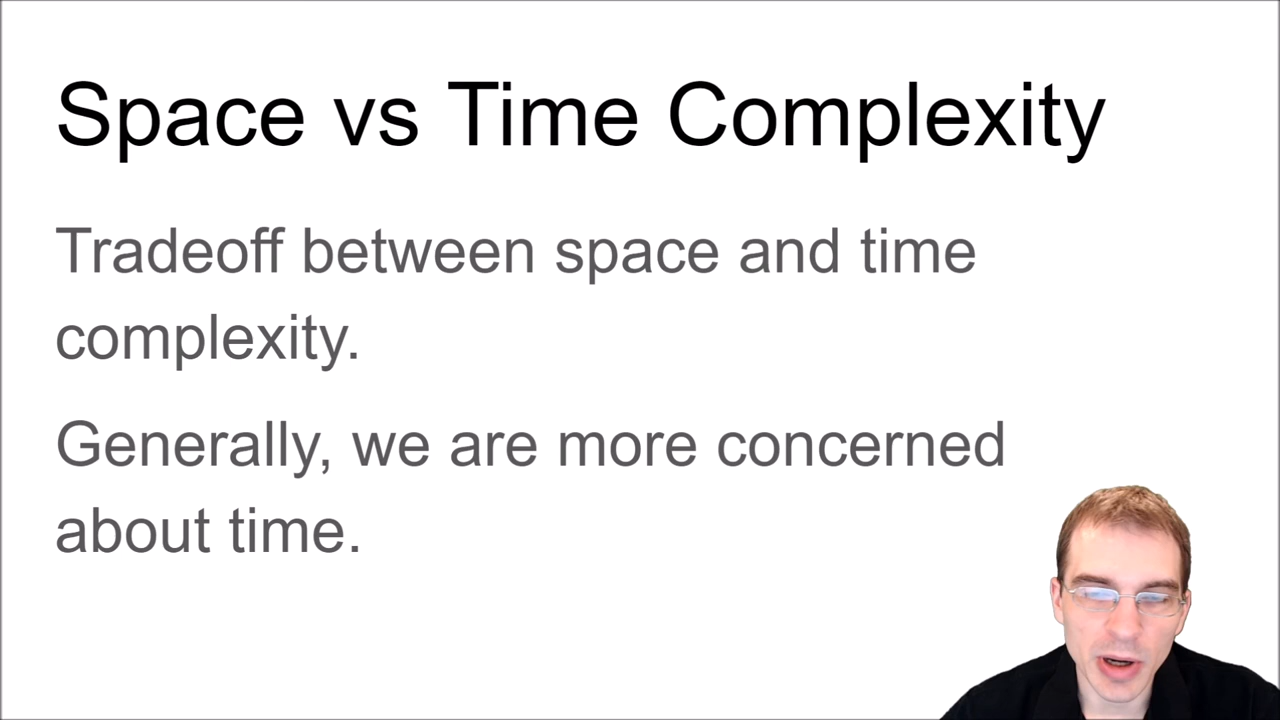 Space vs Time Complexity
Tradeoff between space and time
complexity.
Generally, we are more concerned
about time.